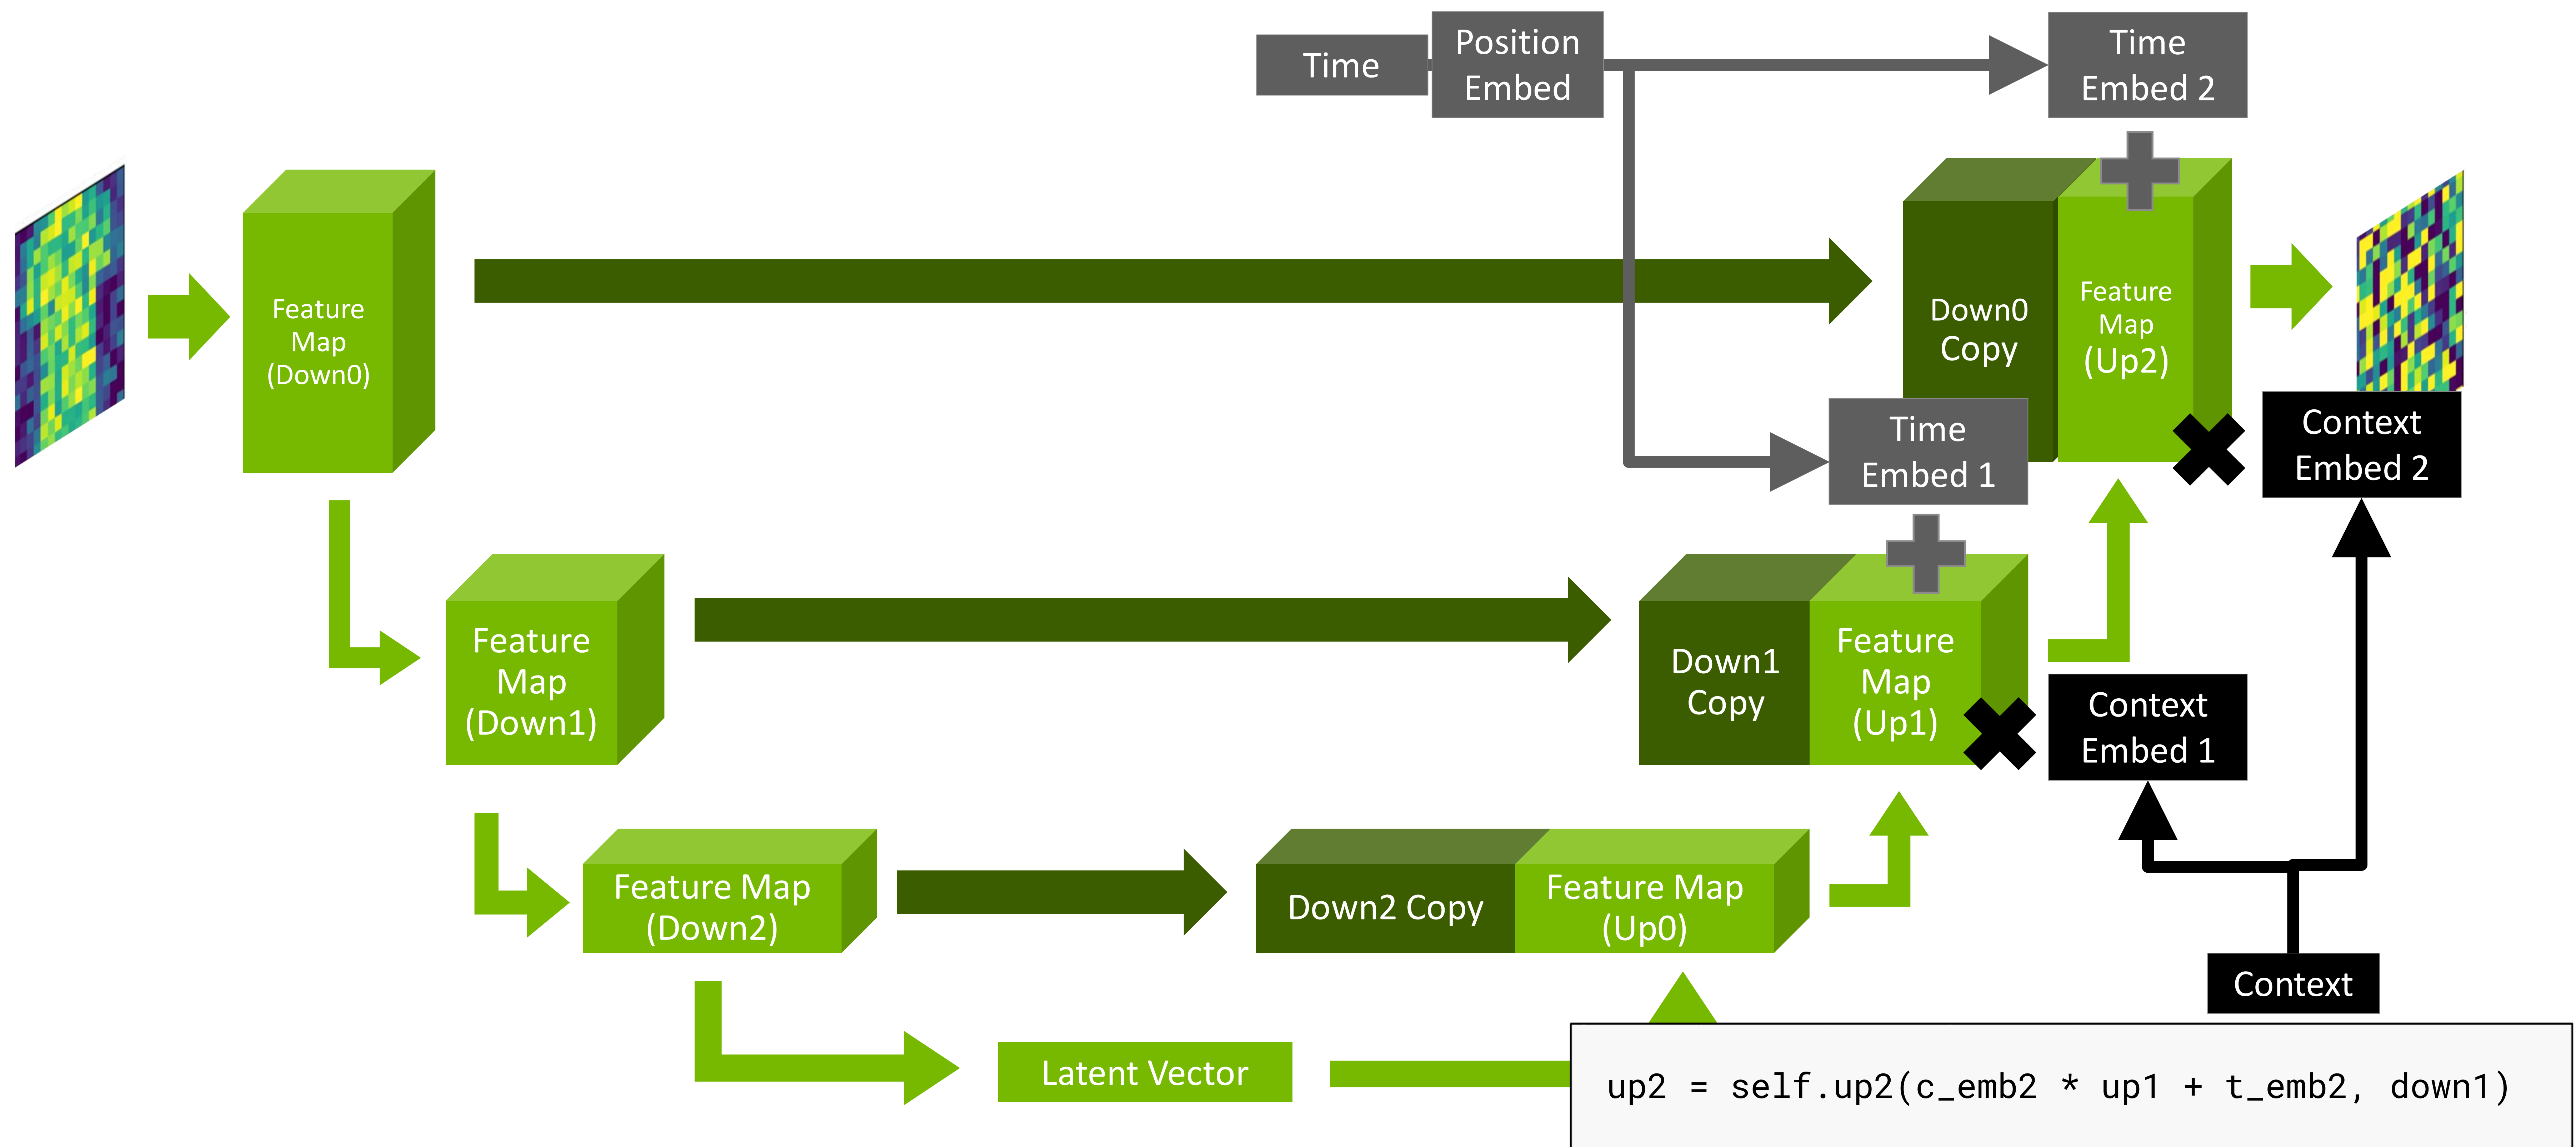 Time
Position
Embed
Time
Embed 2
Feature
Map
(Down0)
Down0
Copy
Feature
Map
(Up2)
Time
Embed 1
Context
Embed 2
Feature
Map
(Down1)
Down1
Copy
Feature
Map
(Up1)
Context
Embed 1
Feature Map
(Down2)
Down2 Copy
Feature Map
(Up0)
Context
Latent Vector
up2 = self.up2(c_emb2 * up1 + t_emb2, down1)